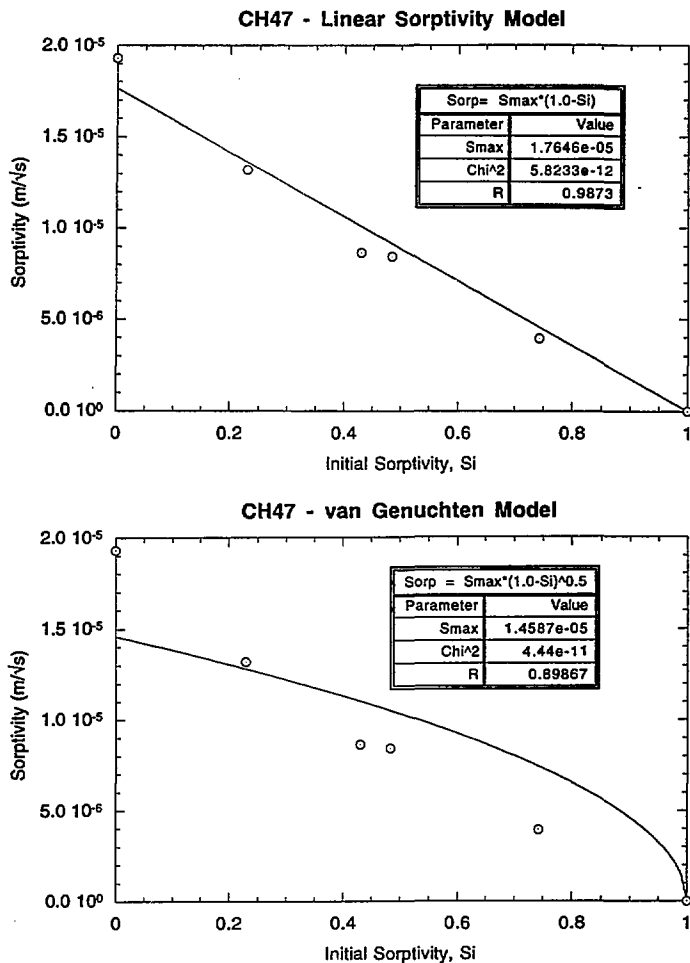 CH47 - Linear Sorptivity Model
2.0 10⁻⁵
1.5 10⁻⁵
1.0 10⁻⁵
5.0 10⁻⁶
0.0 10⁰
Sorptivity (m/√s)
Sorp= Smax*(1.0-Si)
Parameter Value
Smax 1.7646e-05
Chi^2 5.8233e-12
R 0.9873
0 0.2 0.4 0.6 0.8 1
Initial Sorptivity, Si
CH47 - van Genuchten Model
2.0 10⁻⁵
1.5 10⁻⁵
1.0 10⁻⁵
5.0 10⁻⁶
0.0 10⁰
Sorptivity (m/√s)
Sorp = Smax*(1.0-Si)^0.5
Parameter Value
Smax 1.4587e-05
Chi^2 4.44e-11
R 0.89867
0 0.2 0.4 0.6 0.8 1
Initial Sorptivity, Si